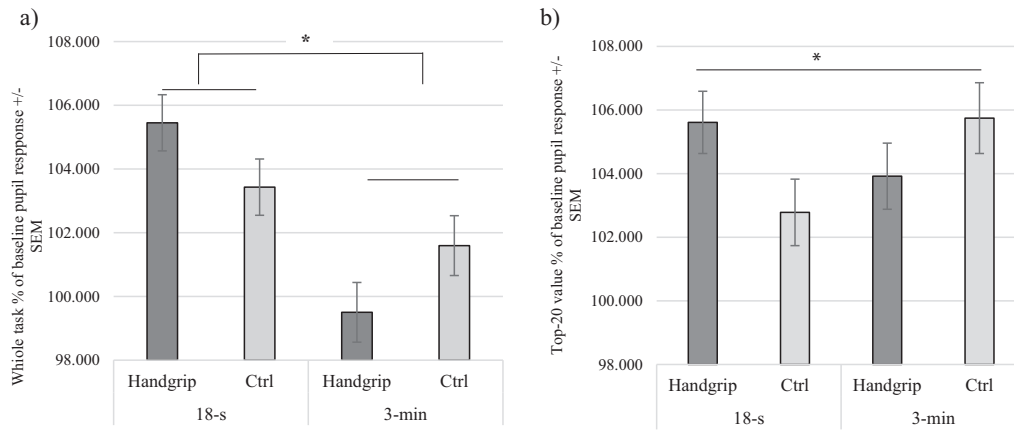 a)
Whole task % of baseline pupil respponse +/-
SEM
108.000
106.000
104.000
102.000
100.000
98.000
*
Handgrip Ctrl Handgrip Ctrl
18-s 3-min
b)
Top-20 value % of baseline pupil response +/-
SEM
108.000
106.000
104.000
102.000
100.000
98.000
*
Handgrip Ctrl Handgrip Ctrl
18-s 3-min